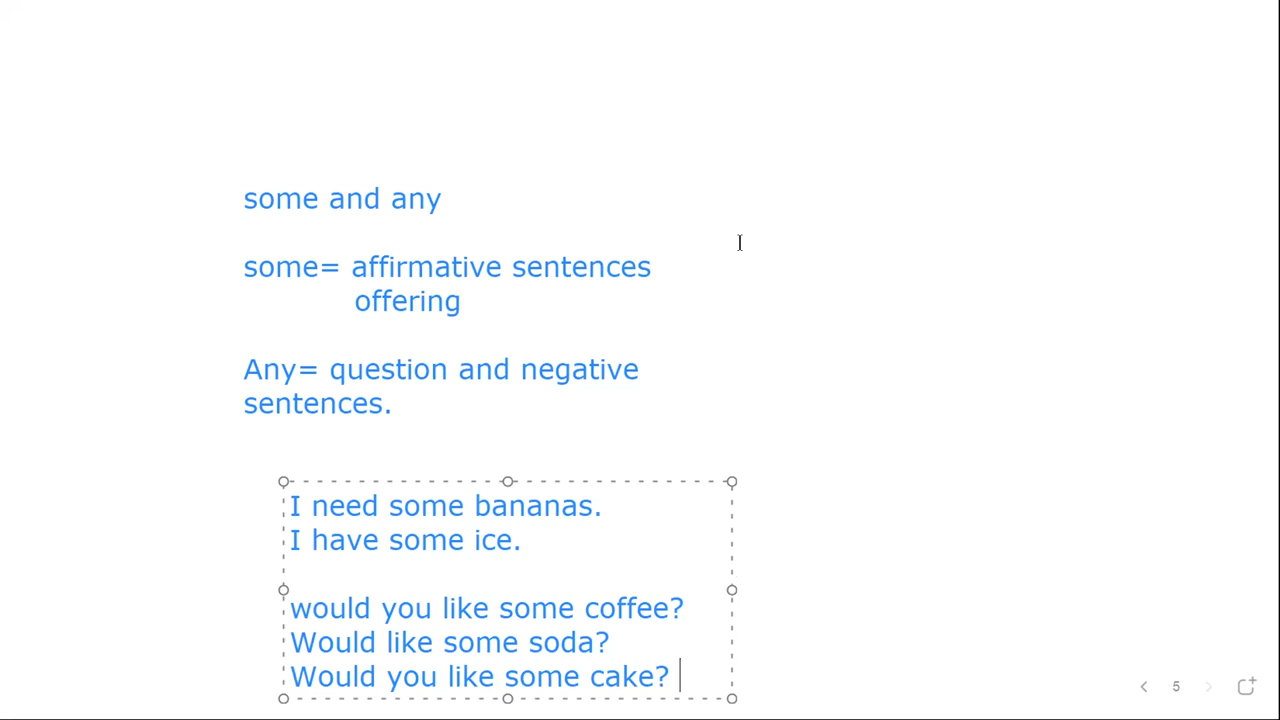 some and any
some= affirmative sentences
offering
Any= question and negative
sentences.
I need some bananas.
I have some ice.
would you like some coffee?
Would like some soda?
Would you like some cake?
5